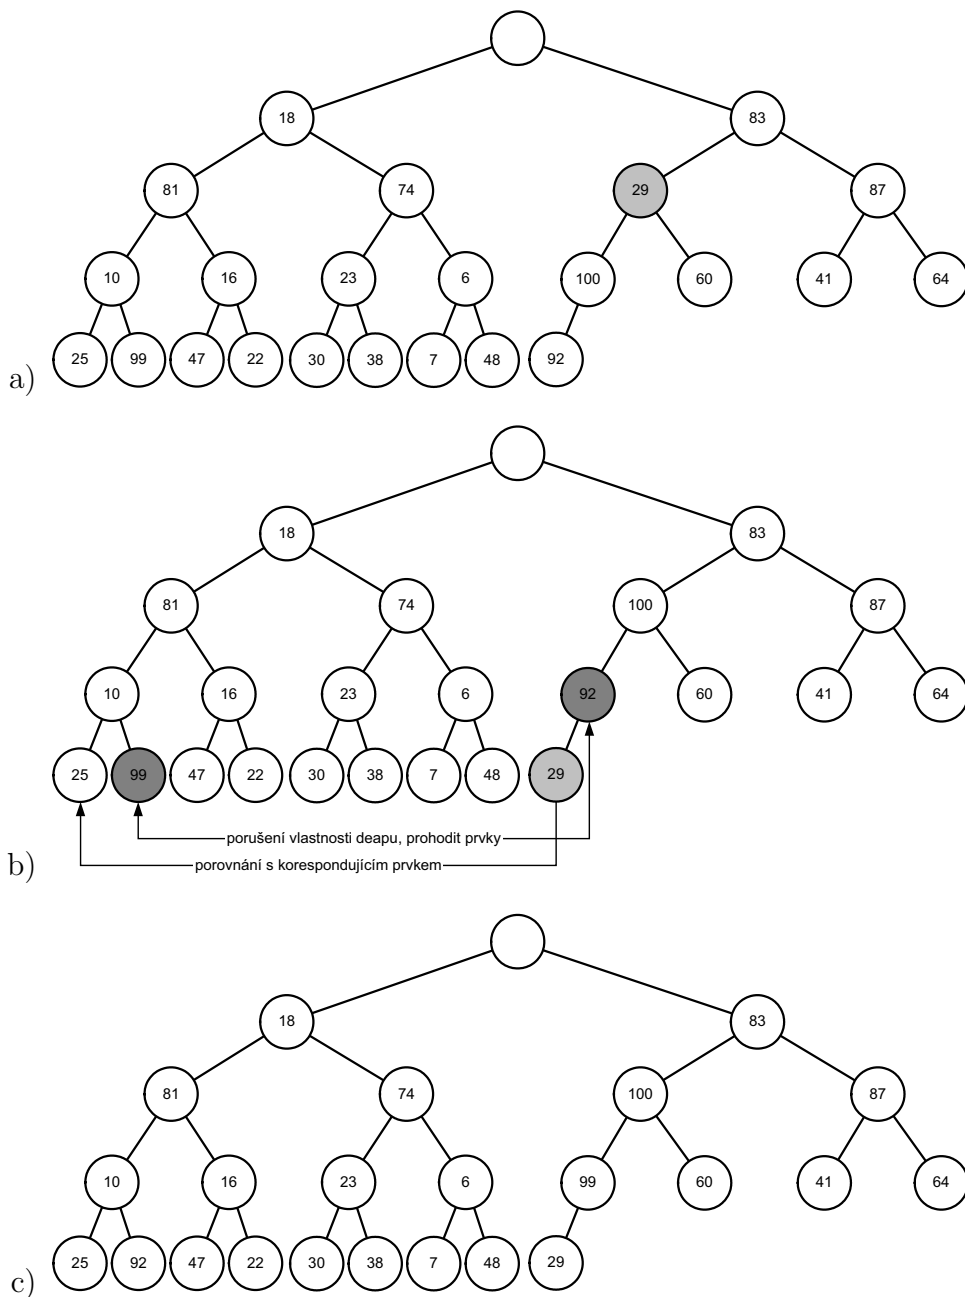 18 83
81 74 29 87
10 16 23 6 100 60 41 64
25 99 47 22 30 38 7 48 92
a)
18 83
81 74 100 87
10 16 23 6 92 60 41 64
25 99 47 22 30 38 7 48 29
porušení vlastnosti deapu, prohodit prvky
porovnání s korespondujícím prvkem
b)
18 83
81 74 100 87
10 16 23 6 99 60 41 64
25 92 47 22 30 38 7 48 29
c)